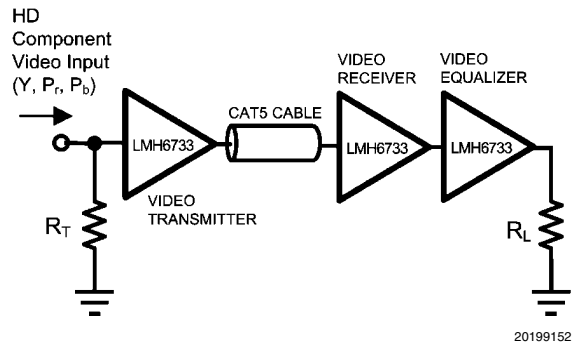 HD
Component
Video Input
(Y, Pr, Pb)
VIDEO
RECEIVER
VIDEO
EQUALIZER
CAT5 CABLE
LMH6733
LMH6733
LMH6733
VIDEO
TRANSMITTER
RT
RL
20199152